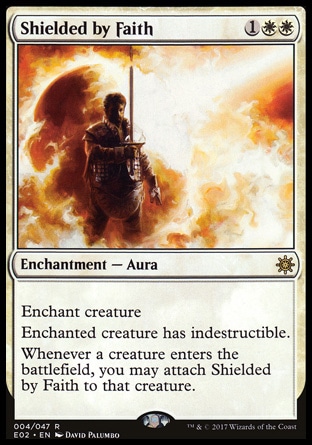 Shielded by Faith 1
Enchantment — Aura
Enchant creature
Enchanted creature has indestructible.
Whenever a creature enters the
battlefield, you may attach Shielded
by Faith to that creature.
004/047 R
E02 • EN DAVID PALUMBO
™ & © 2017 Wizards of the Coast